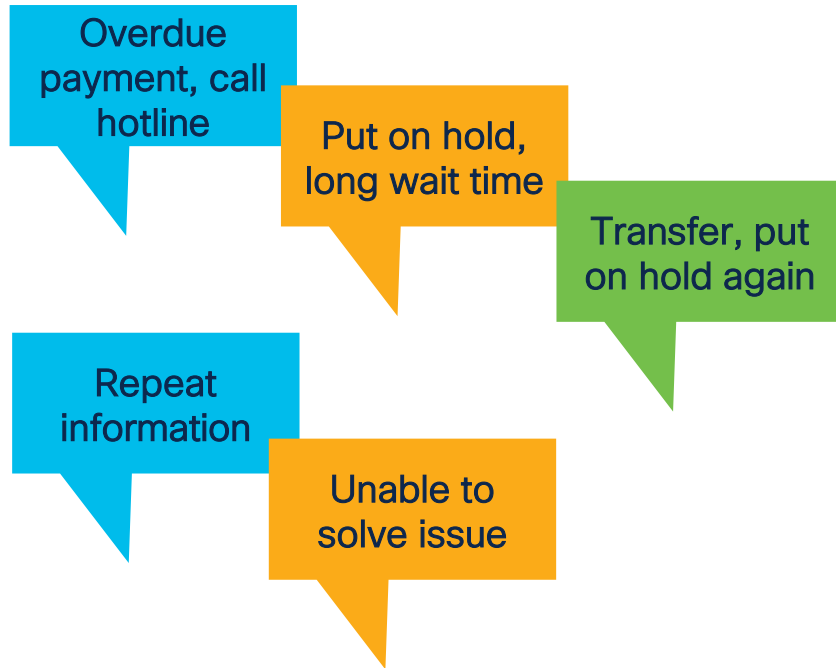 Overdue
payment, call
hotline
Put on hold,
long wait time
Transfer, put
on hold again
Repeat
information
Unable to
solve issue